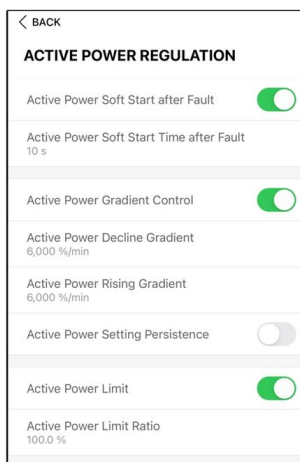 < BACK
ACTIVE POWER REGULATION
Active Power Soft Start after Fault
Active Power Soft Start Time after Fault
10 s
Active Power Gradient Control
Active Power Decline Gradient
6,000 %/min
Active Power Rising Gradient
6,000 %/min
Active Power Setting Persistence
Active Power Limit
Active Power Limit Ratio
100.0 %